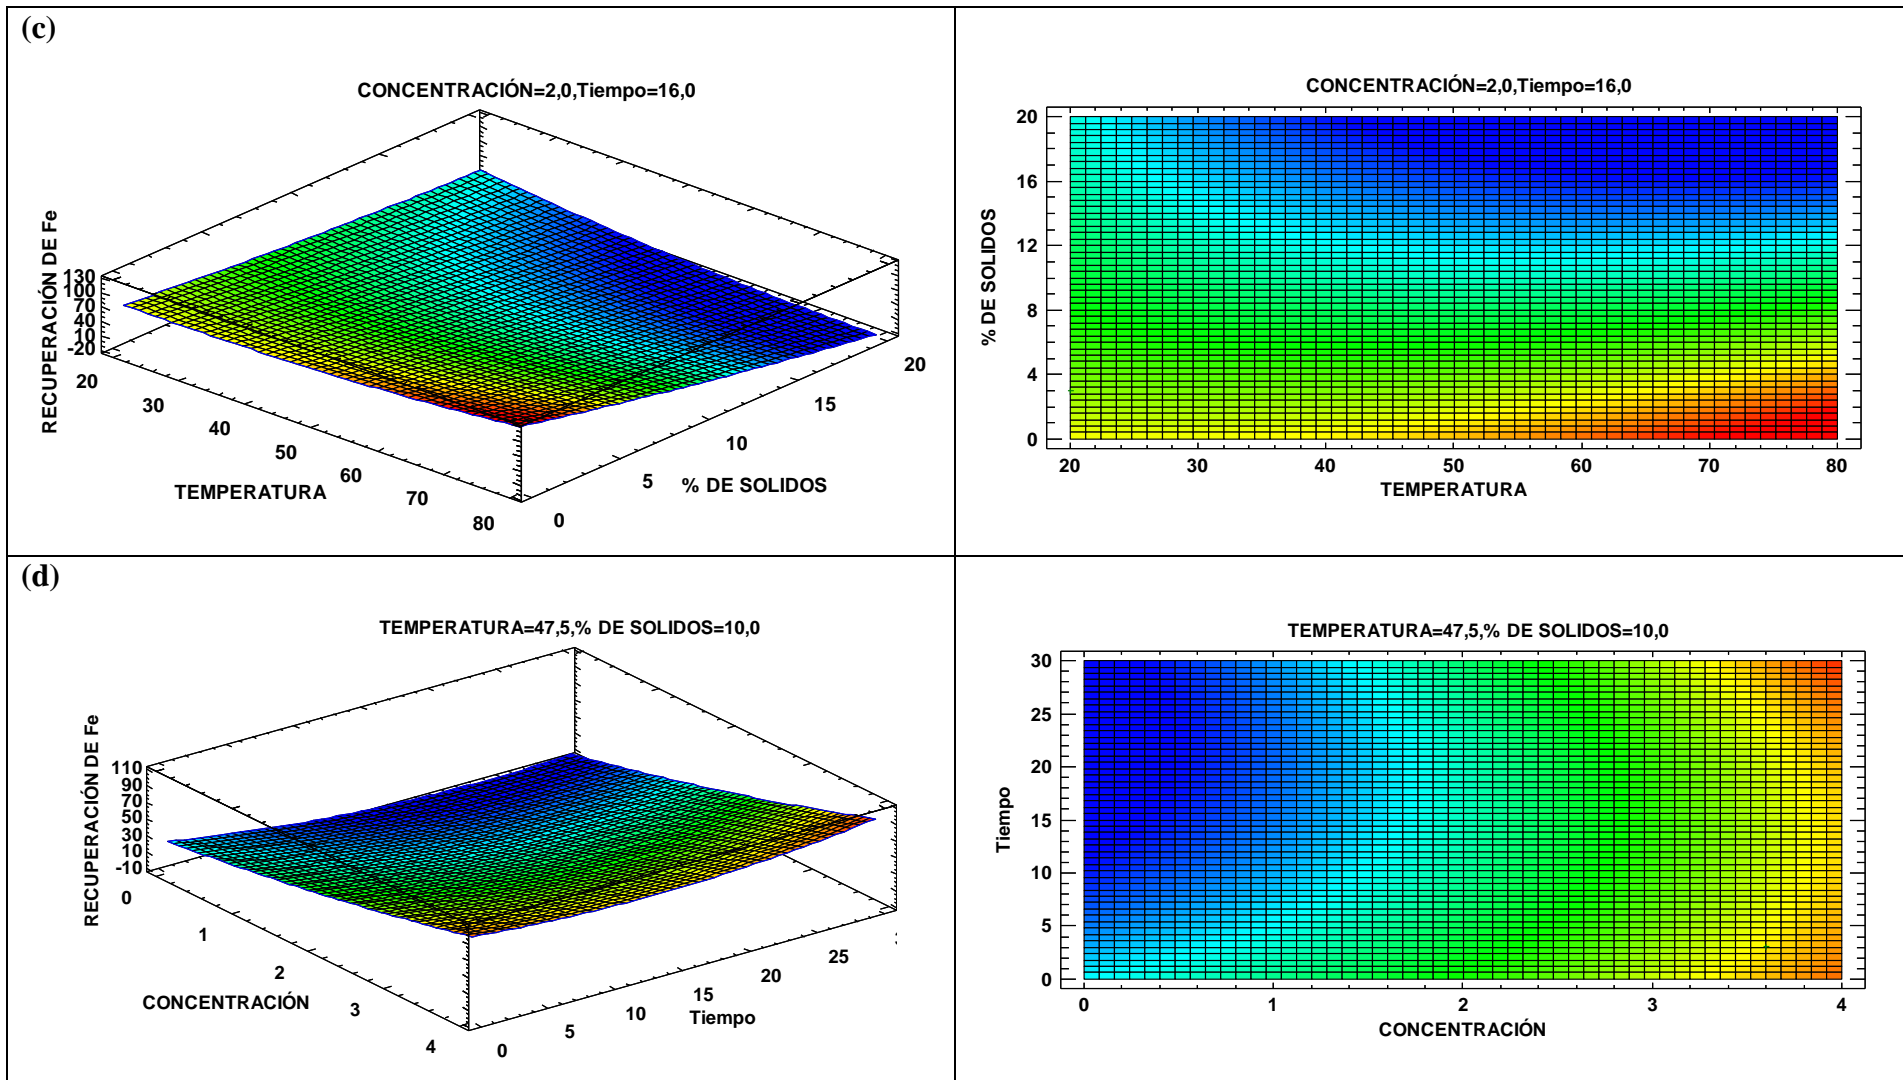 (c)
CONCENTRACIÓN=2,0,Tiempo=16,0
RECUPERACIÓN DE Fe
130
100
70
40
10
-20
20
30
40
50
60
70
80
TEMPERATURA
0
5
10
15
20
% DE SOLIDOS
CONCENTRACIÓN=2,0,Tiempo=16,0
% DE SOLIDOS
20
16
12
8
4
0
20 30 40 50 60 70 80
TEMPERATURA
(d)
TEMPERATURA=47,5,% DE SOLIDOS=10,0
RECUPERACIÓN DE Fe
110
90
70
50
30
10
-10
0
1
2
3
4
CONCENTRACIÓN
0
5
10
15
20
25
Tiempo
TEMPERATURA=47,5,% DE SOLIDOS=10,0
Tiempo
30
25
20
15
10
5
0
0 1 2 3 4
CONCENTRACIÓN